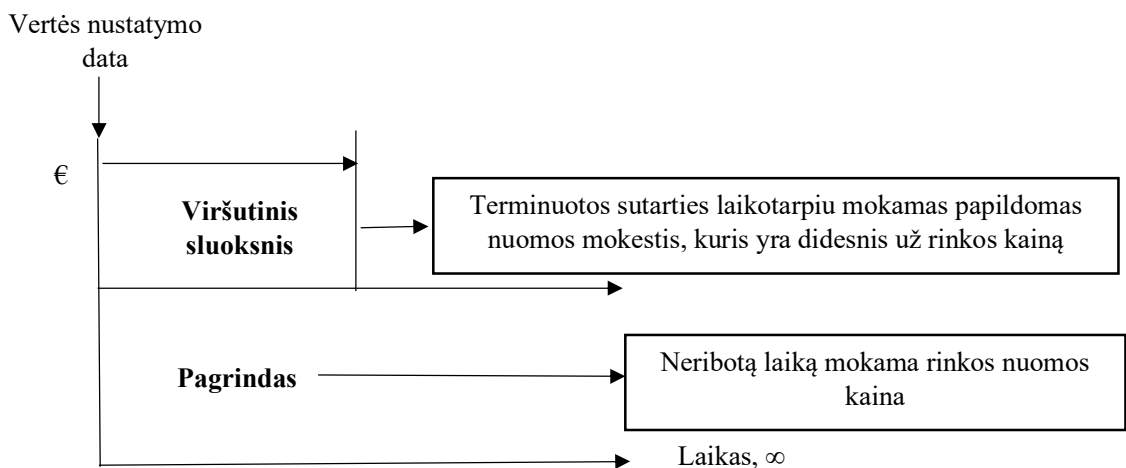 Vertės nustatymo
data
€
Viršutinis
sluoksnis
Terminuotos sutarties laikotarpiu mokamas papildomas
nuomos mokestis, kuris yra didesnis už rinkos kainą
Pagrindas
Neribotą laiką mokama rinkos nuomos
kaina
Laikas, ∞